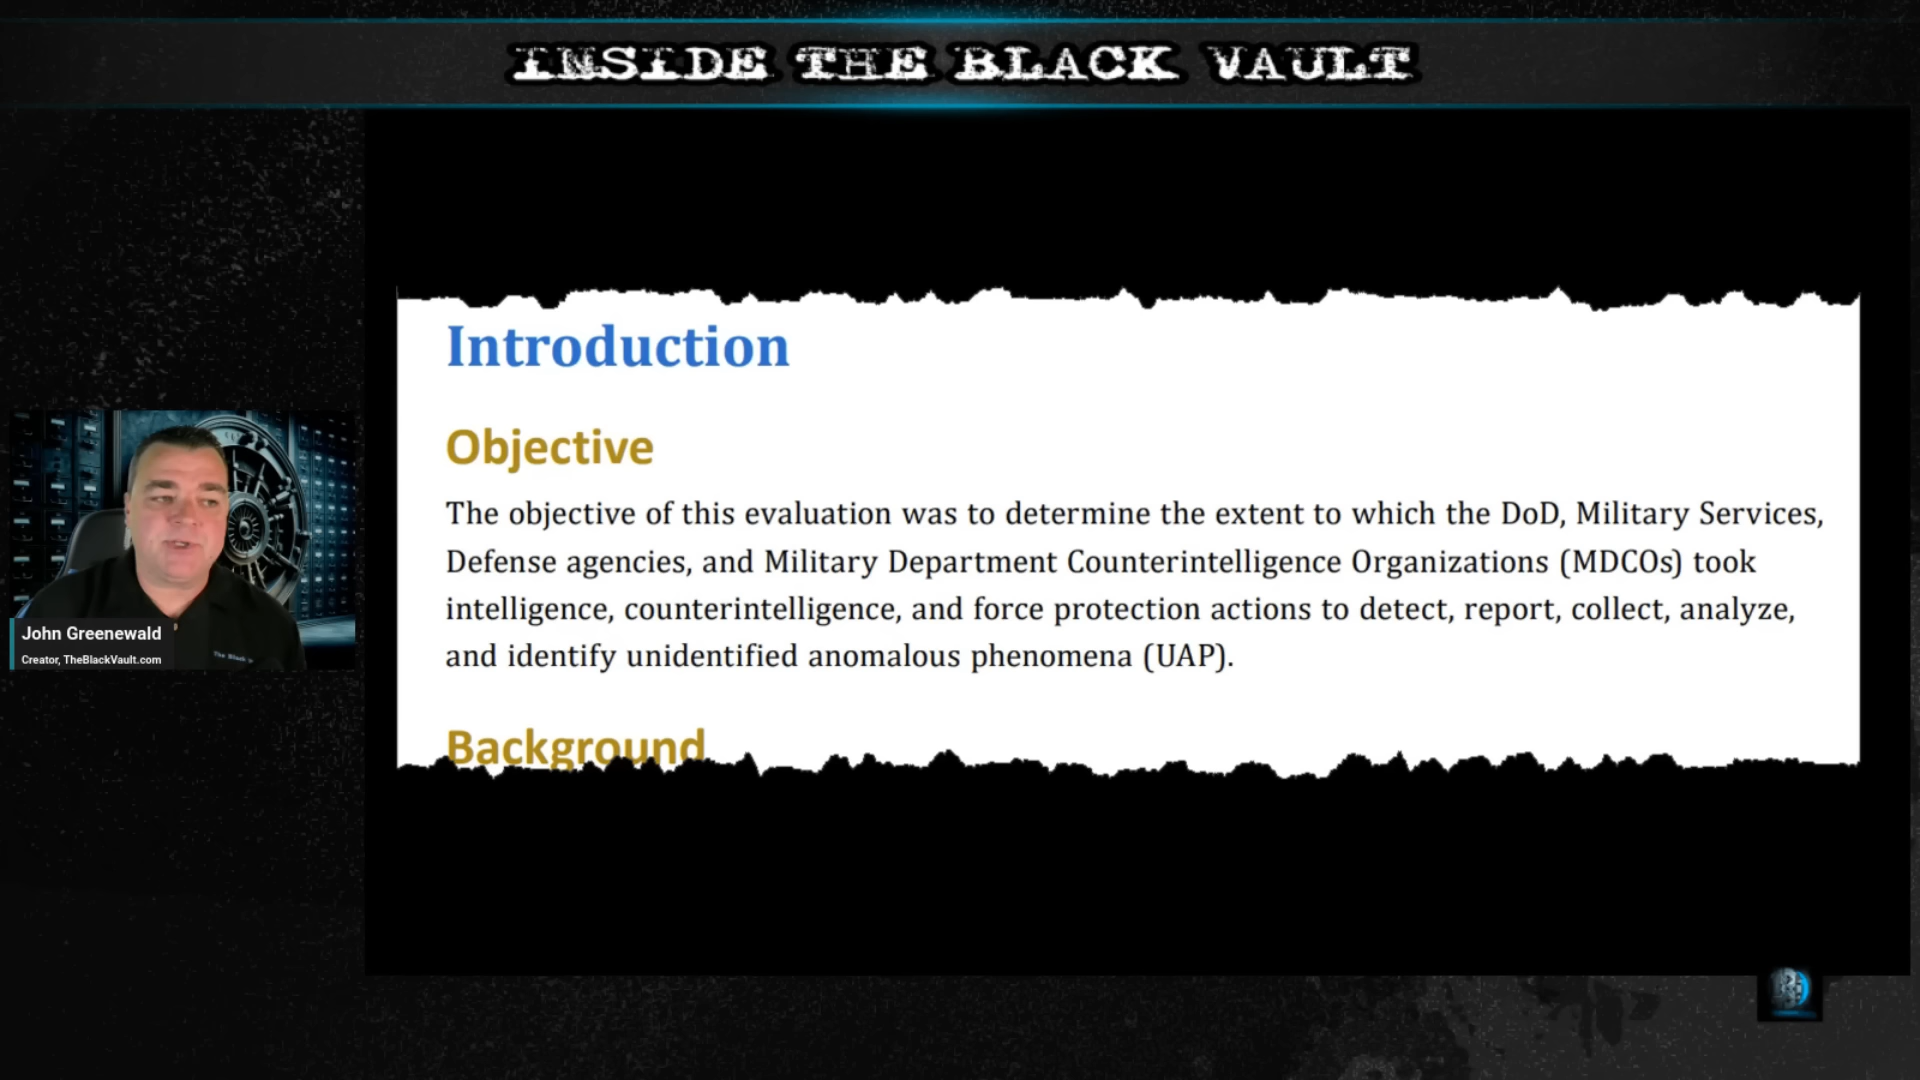 INSIDE THE BLACK VAULT
Introduction
Objective
The objective of this evaluation was to determine the extent to which the DoD, Military Services,
Defense agencies, and Military Department Counterintelligence Organizations (MDCOs) took
intelligence, counterintelligence, and force protection actions to detect, report, collect, analyze,
and identify unidentified anomalous phenomena (UAP).
Background
John Greenewald
Creator, TheBlackVault.com
The Black